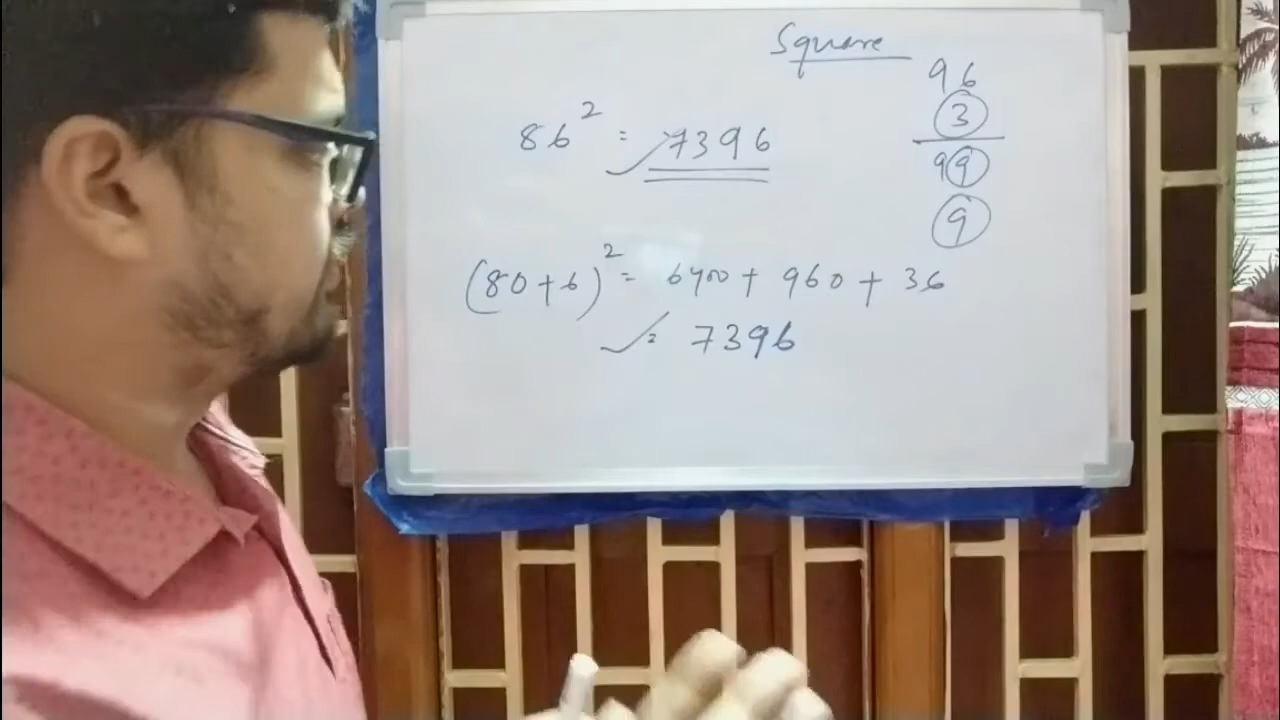 Square
86² = 7396
96
3
99
9
(80+6)² = 6400 + 960 + 36
= 7396